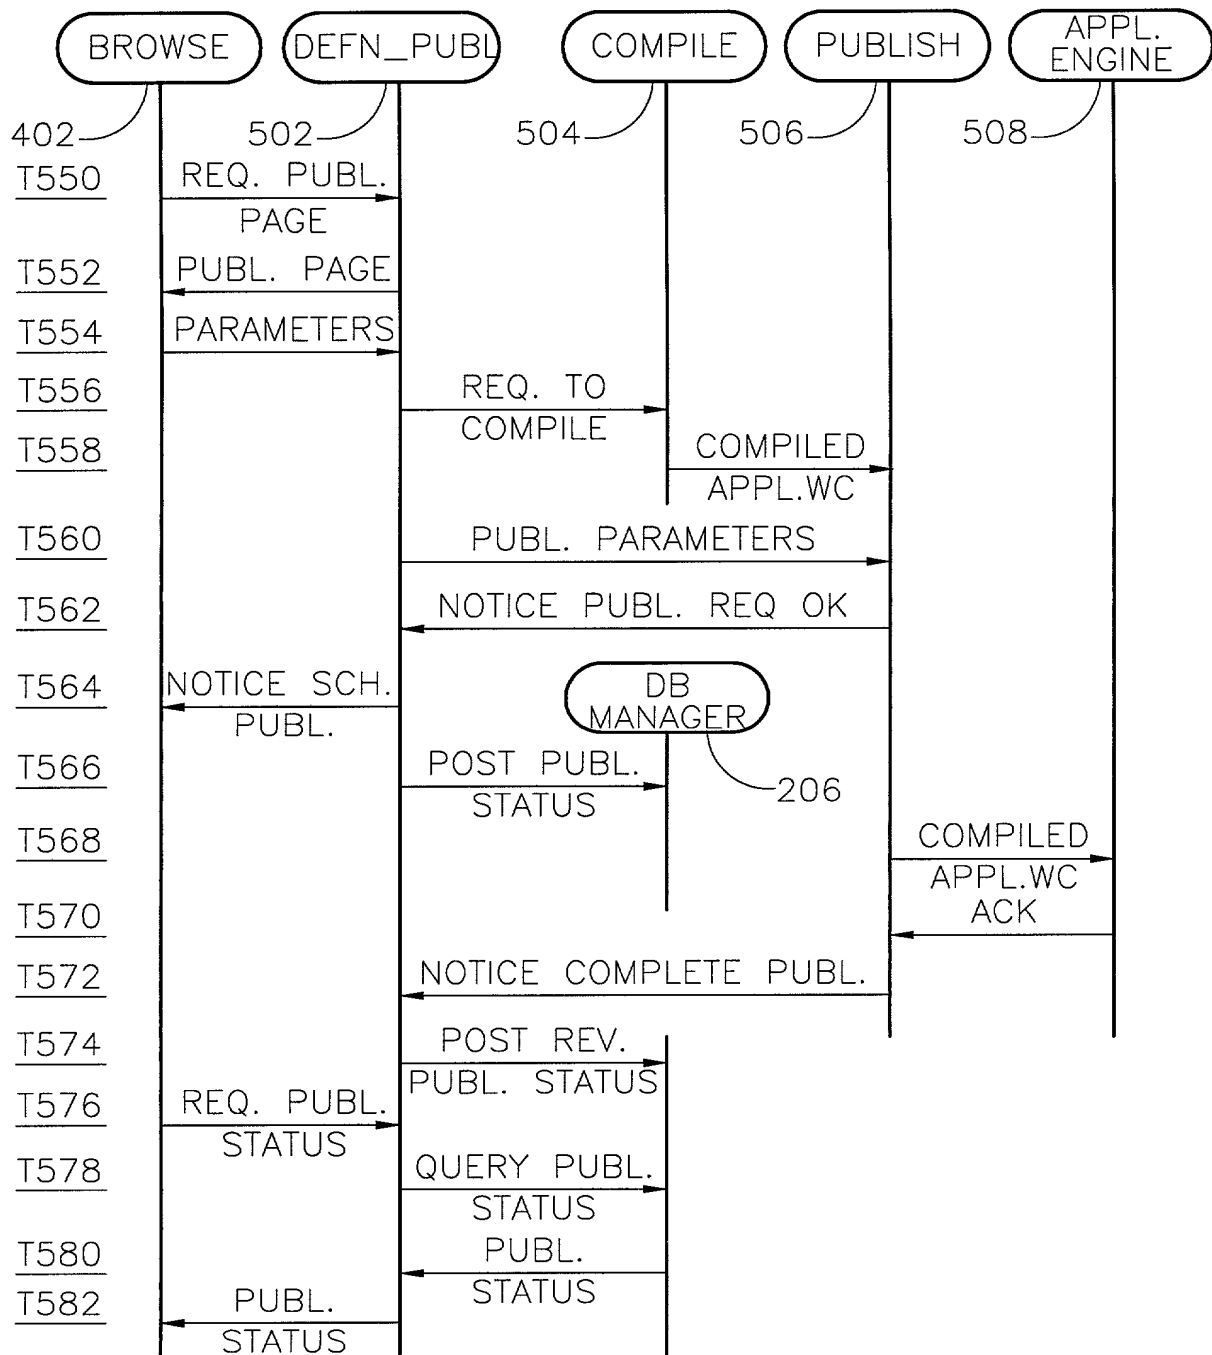 BROWSE
DEFN_PUBL
COMPILE
PUBLISH
APPL.
ENGINE
402
502
504
506
508
T550
REQ. PUBL.
PAGE
T552
PUBL. PAGE
T554
PARAMETERS
T556
REQ. TO
COMPILE
T558
COMPILED
APPL.WC
T560
PUBL. PARAMETERS
T562
NOTICE PUBL. REQ OK
T564
NOTICE SCH.
PUBL.
DB
MANAGER
206
T566
POST PUBL.
STATUS
T568
COMPILED
APPL.WC
T570
ACK
T572
NOTICE COMPLETE PUBL.
T574
POST REV.
PUBL. STATUS
T576
REQ. PUBL.
STATUS
T578
QUERY PUBL.
STATUS
T580
PUBL.
STATUS
T582
PUBL.
STATUS